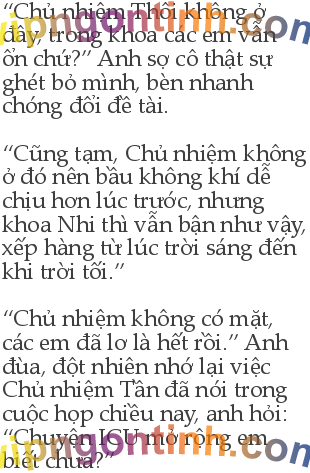 “Chủ nhiệm Thôi không ở
đây, trong khoa các em vẫn
ổn chứ?” Anh sợ cô thật sự
ghét bỏ mình, bèn nhanh
chóng đổi đề tài.
“Cũng tạm, Chủ nhiệm không
ở đó nên bầu không khí dễ
chịu hơn lúc trước, nhưng
khoa Nhi thì vẫn bận như vậy,
xếp hàng từ lúc trời sáng đến
khi trời tối.”
“Chủ nhiệm không có mặt,
các em đã lơ là hết rồi.” Anh
đùa, đột nhiên nhớ lại việc
Chủ nhiệm Tần đã nói trong
cuộc họp chiều nay, anh hỏi:
“Chuyện ICU mở rộng em
biết chưa?”
vipngontinh.com
vipngontinh.com